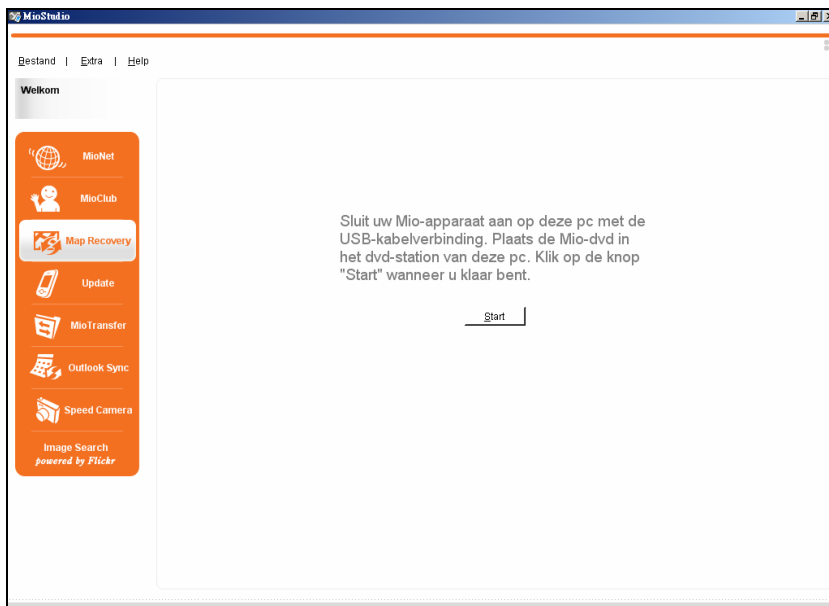 MioStudio
Bestand | Extra | Help
Welkom
MioNet
MioClub
Map Recovery
Update
MioTransfer
Outlook Sync
Speed Camera
Image Search
powered by Flickr
Sluit uw Mio-apparaat aan op deze pc met de
USB-kabelverbinding. Plaats de Mio-dvd in
het dvd-station van deze pc. Klik op de knop
"Start" wanneer u klaar bent.
Start